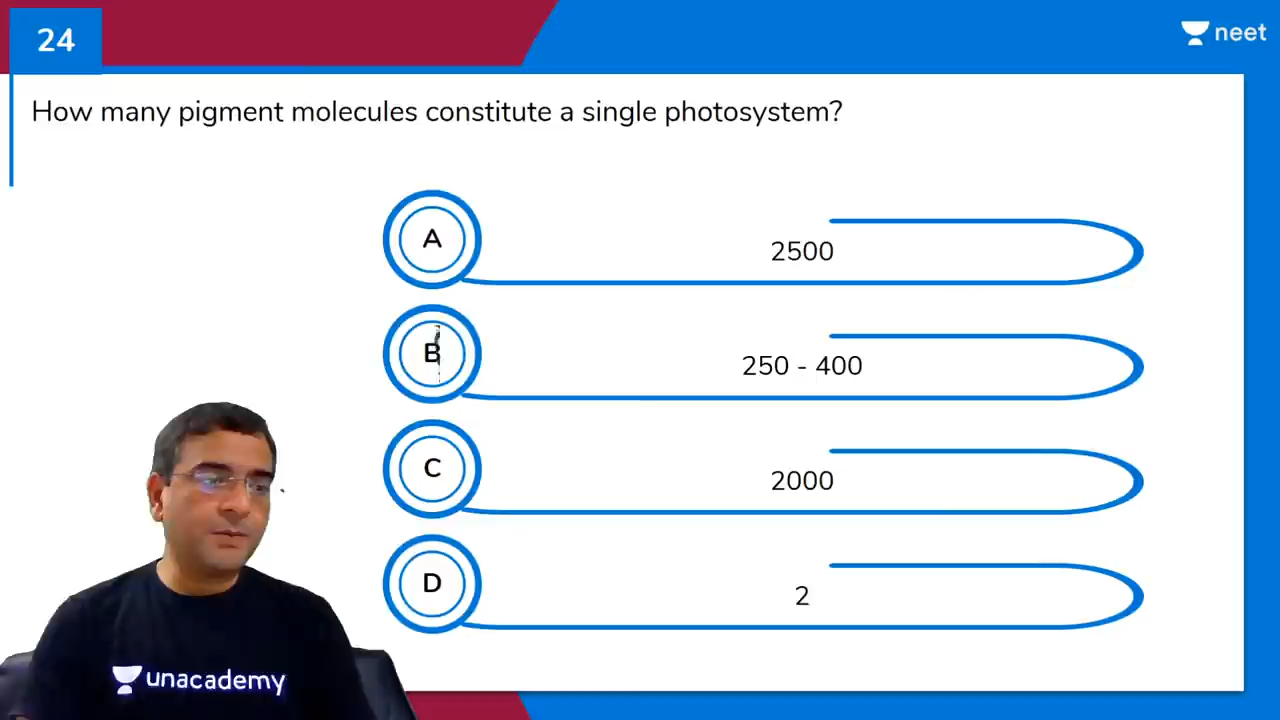 24
neet
How many pigment molecules constitute a single photosystem?
A
2500
B
250 - 400
C
2000
D
2
unacademy